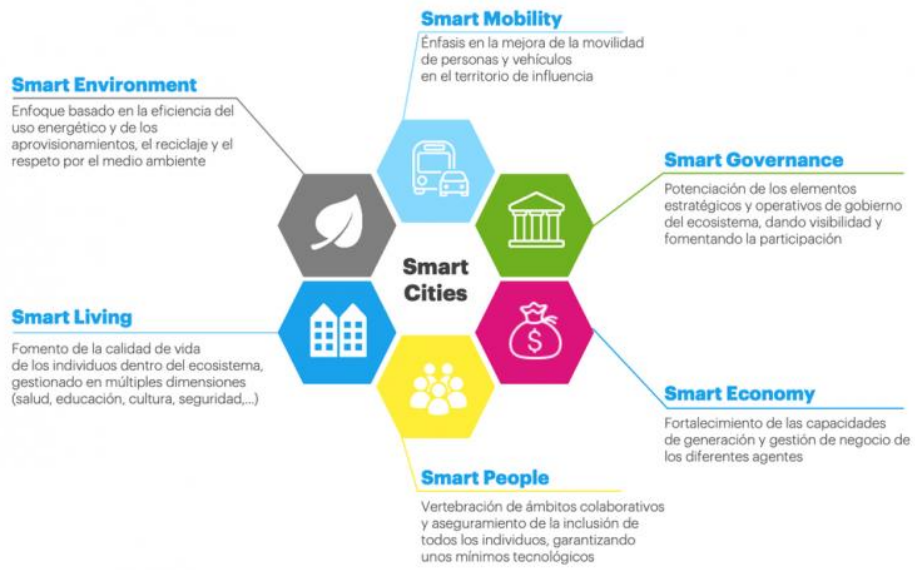 Smart Mobility
Énfasis en la mejora de la movilidad
de personas y vehículos
en el territorio de influencia
Smart Environment
Enfoque basado en la eficiencia del
uso energético y de los
aprovisionamientos, el reciclaje y el
respeto por el medio ambiente
Smart Governance
Potenciación de los elementos
estratégicos y operativos de gobierno
del ecosistema, dando visibilidad y
fomentando la participación
Smart
Cities
Smart Living
Fomento de la calidad de vida
de los individuos dentro del ecosistema,
gestionado en múltiples dimensiones
(salud, educación, cultura, seguridad,...)
$
Smart Economy
Fortalecimiento de las capacidades
de generación y gestión de negocio de
los diferentes agentes
Smart People
Vertebración de ámbitos colaborativos
y aseguramiento de la inclusión de
todos los individuos, garantizando
unos mínimos tecnológicos